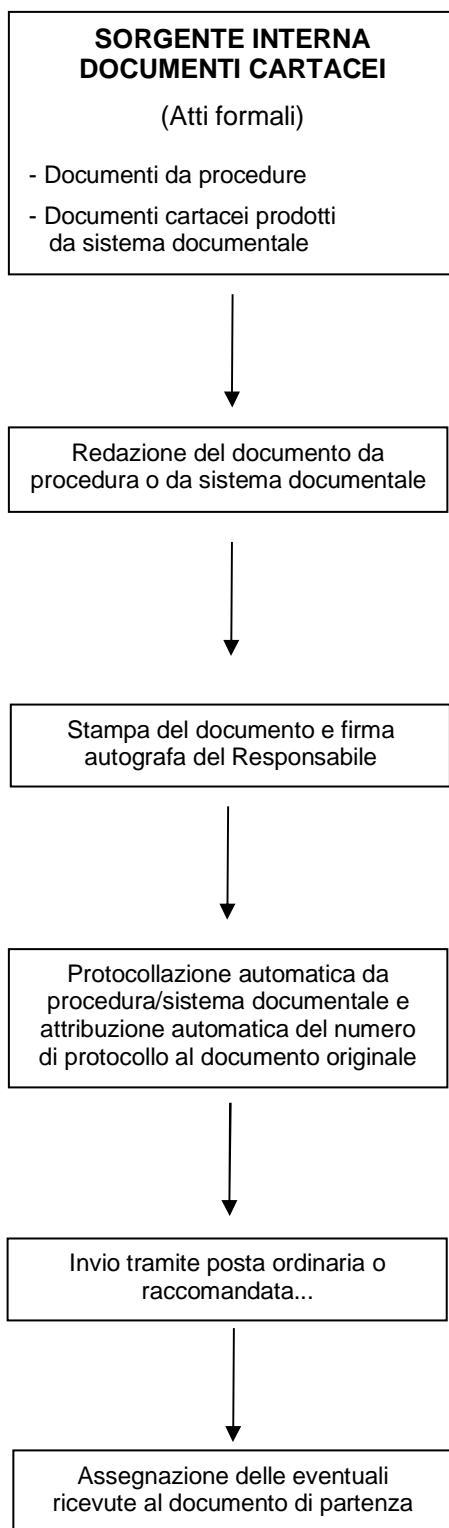 SORGENTE INTERNA
DOCUMENTI CARTACEI
(Atti formali)
- Documenti da procedure
- Documenti cartacei prodotti
da sistema documentale
Redazione del documento da
procedura o da sistema documentale
Stampa del documento e firma
autografa del Responsabile
Protocollazione automatica da
procedura/sistema documentale e
attribuzione automatica del numero
di protocollo al documento originale
Invio tramite posta ordinaria o
raccomandata...
Assegnazione delle eventuali
ricevute al documento di partenza